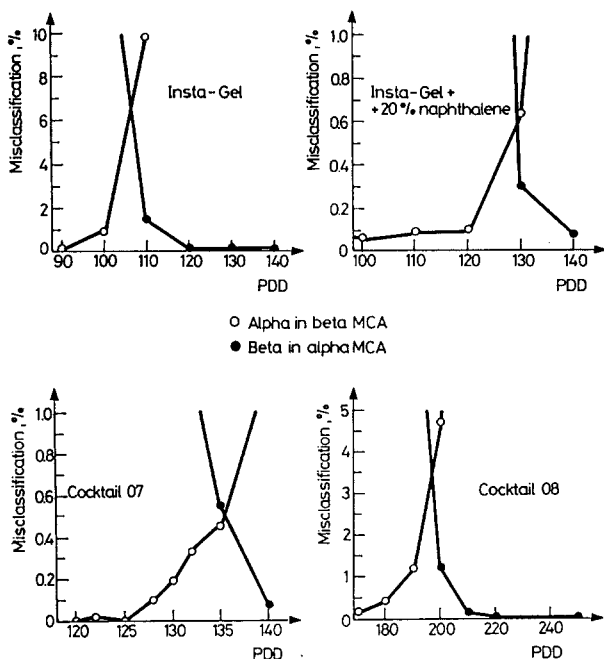 Misclassification, %
10
8
6
4
2
0
Insta-Gel
90 100 110 120 130 140
PDD
Misclassification, %
1.0
0.8
0.6
0.4
0.2
0
Insta-Gel +
+20% naphthalene
100 110 120 130 140
PDD
Alpha in beta MCA
Beta in alpha MCA
Misclassification, %
1.0
0.8
0.6
0.4
0.2
0
Cocktail 07
120 125 130 135 140
PDD
Misclassification, %
5
4
3
2
1
0
Cocktail 08
180 200 220 240
PDD